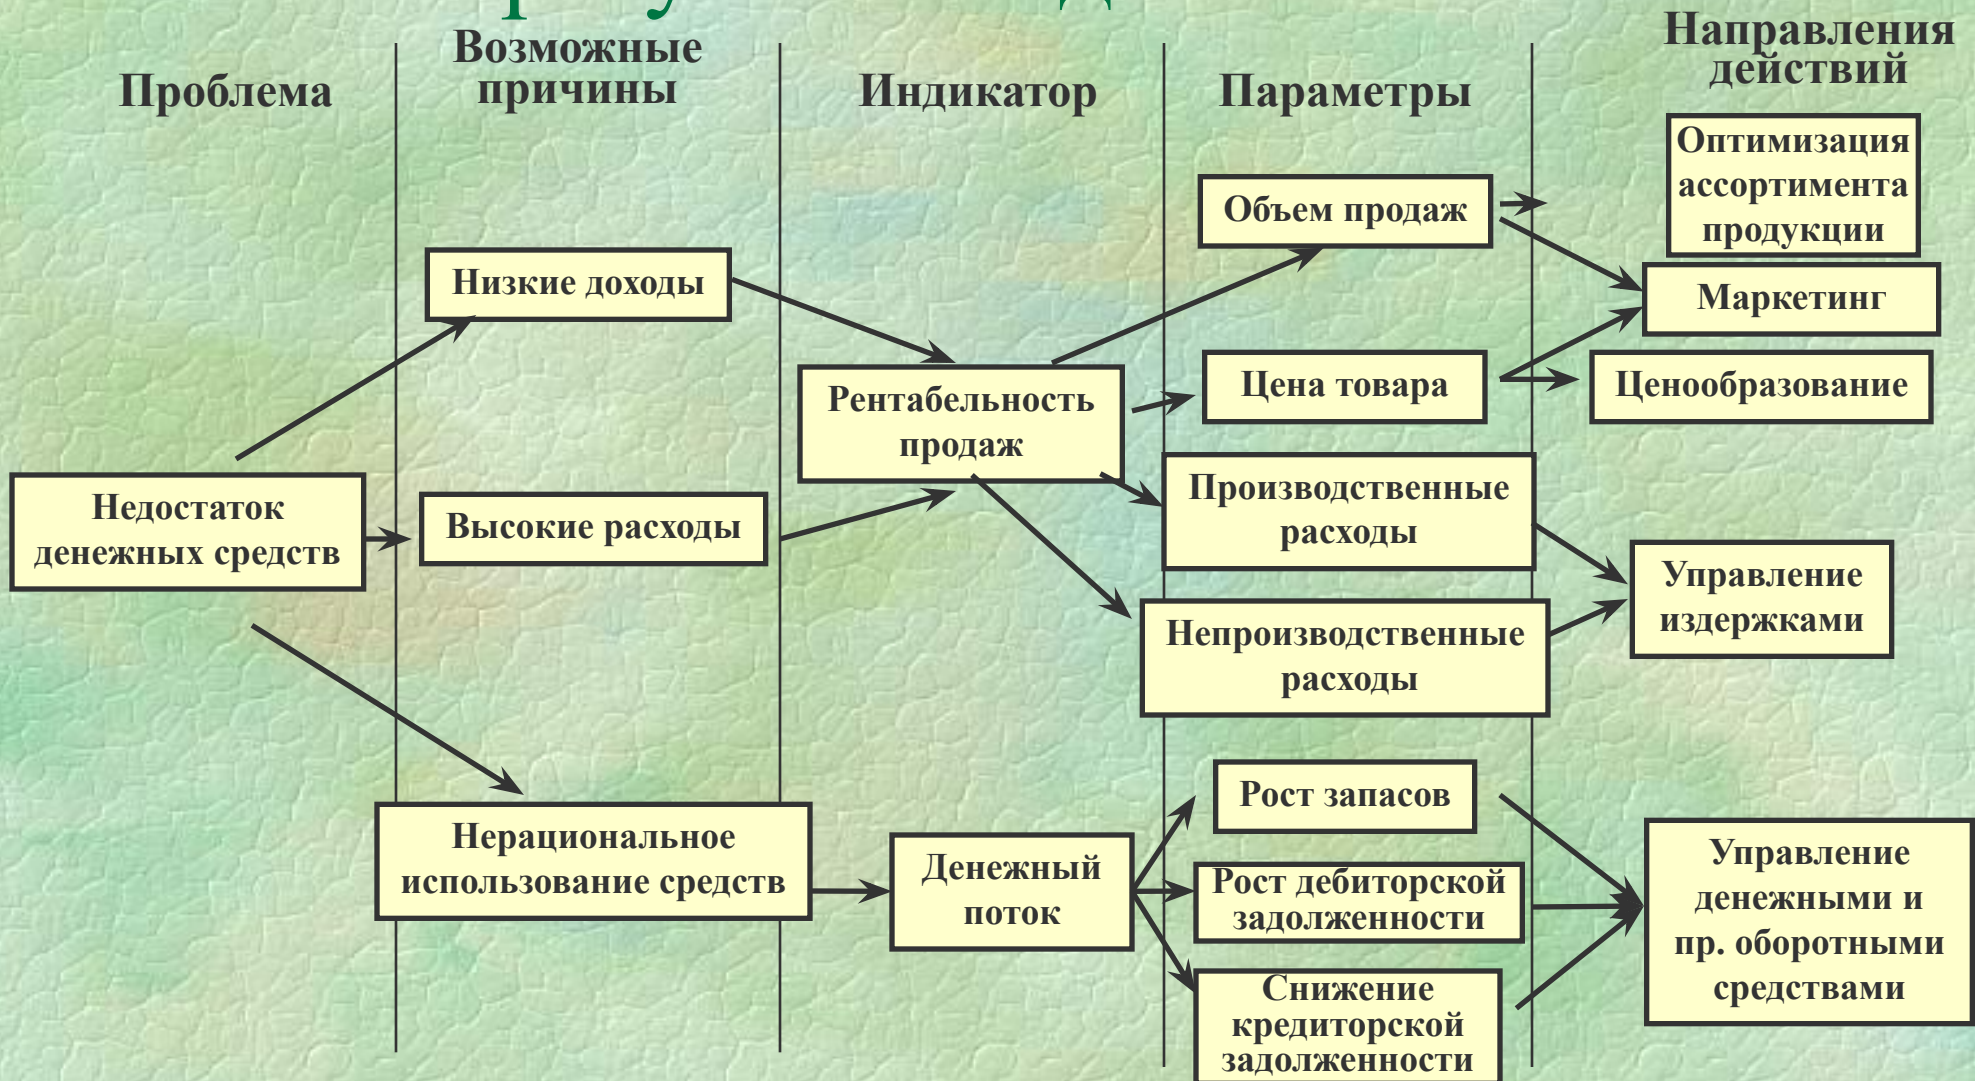 Проблема
Возможные
причины
Индикатор
Параметры
Направления
действий
Недостаток
денежных средств
Низкие доходы
Высокие расходы
Нерациональное
использование средств
Рентабельность
продаж
Денежный
поток
Объем продаж
Цена товара
Производственные
расходы
Непроизводственные
расходы
Рост запасов
Рост дебиторской
задолженности
Снижение
кредиторской
задолженности
Оптимизация
ассортимента
продукции
Маркетинг
Ценообразование
Управление
издержками
Управление
денежными и
пр. оборотными
средствами